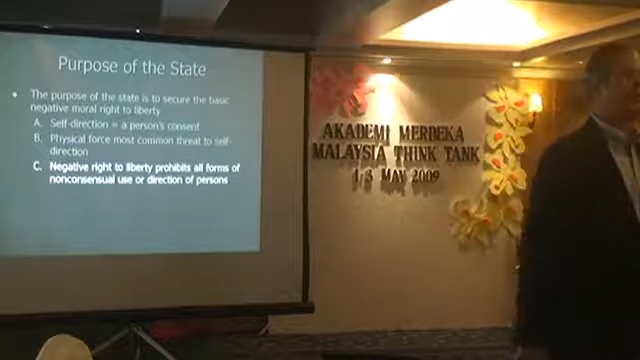 Purpose of the State
• The purpose of the state is to secure the basic
negative moral right to liberty
A. Self-direction = a person's consent
B. Physical force most common threat to self-
direction
C. Negative right to liberty prohibits all forms of
nonconsensual use or direction of persons
AKADEMI MERDEKA
MALAYSIA THINK TANK
1-3 MAY 2009